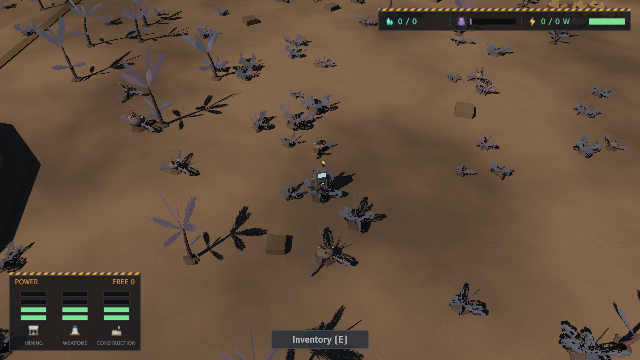 0 / 0
0 / 0 W
POWER FREE 0
MINING WEAPONS CONSTRUCTION
Inventory [E]